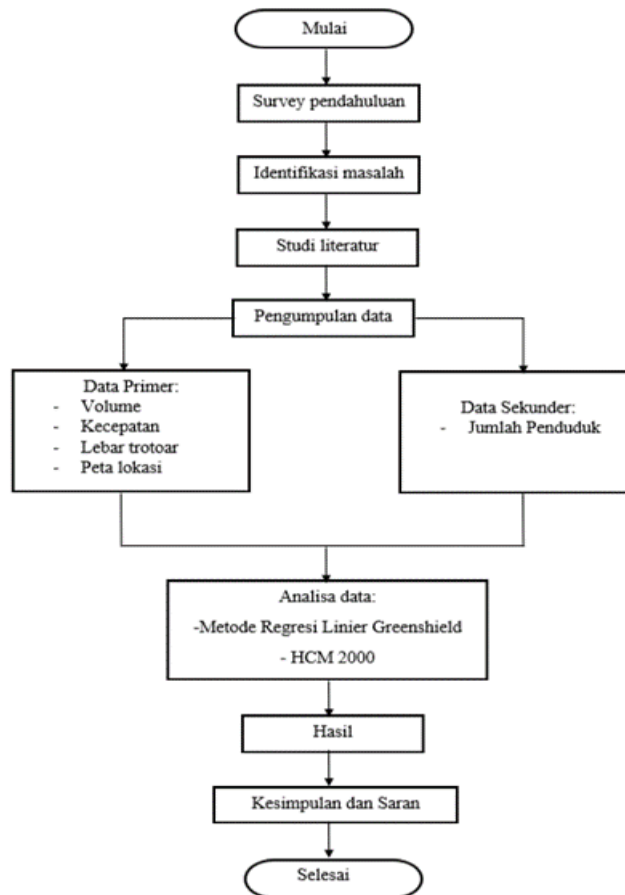 Mulai
Survey pendahuluan
Identifikasi masalah
Studi literatur
Pengumpulan data
Data Primer:
- Volume
- Kecepatan
- Lebar trotoar
- Peta lokasi
Data Sekunder:
- Jumlah Penduduk
Analisa data:
-Metode Regresi Linier Greenshield
- HCM 2000
Hasil
Kesimpulan dan Saran
Selesai